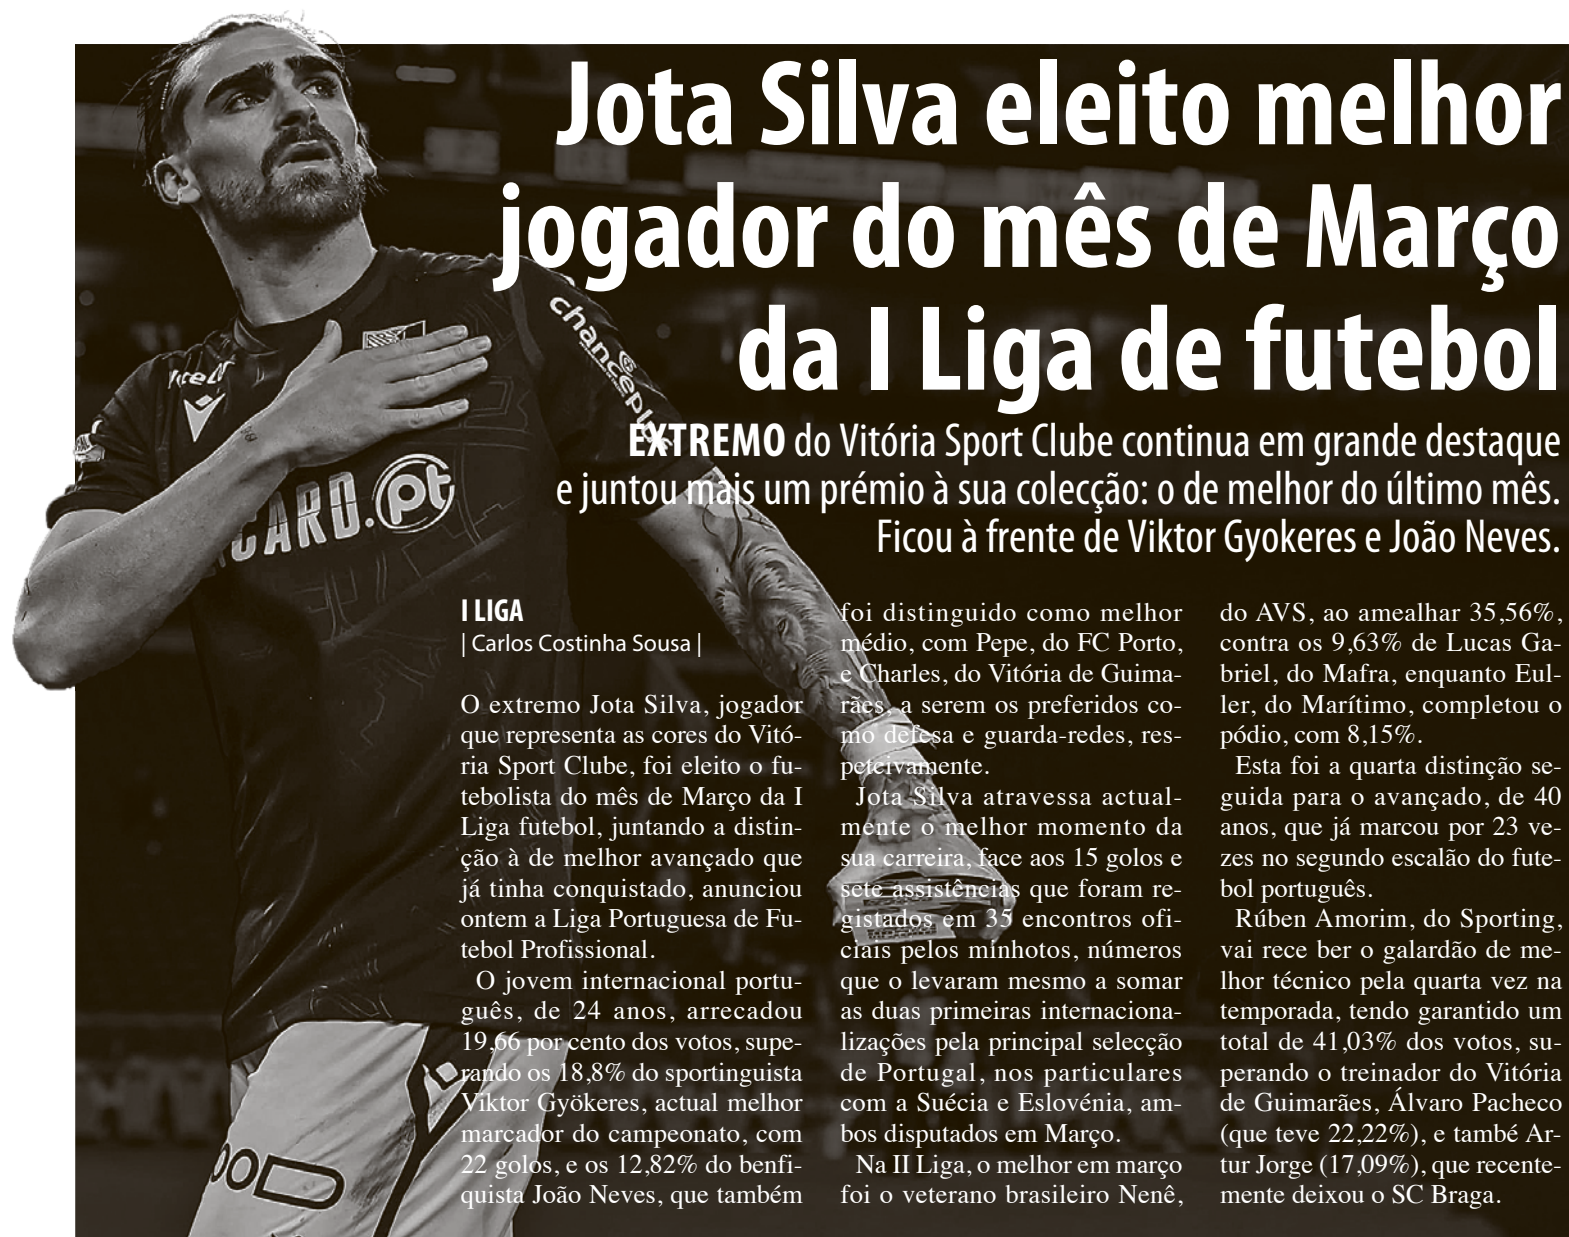 Jota Silva eleito melhor
jogador do mês de Março
da I Liga de futebol
EXTREMO do Vitória Sport Clube continua em grande destaque
e juntou mais um prémio à sua colecção: o de melhor do último mês.
Ficou à frente de Viktor Gyokeres e João Neves.
I LIGA
| Carlos Costinha Sousa |
O extremo Jota Silva, jogador
que representa as cores do Vitó-
ria Sport Clube, foi eleito o fu-
tebolista do mês de Março da I
Liga futebol, juntando a distin-
ção à de melhor avançado que
já tinha conquistado, anunciou
ontem a Liga Portuguesa de Fu-
tebol Profissional.
O jovem internacional portu-
guês, de 24 anos, arrecadou
19,66 por cento dos votos, supe-
rando os 18,8% do sportinguista
Viktor Gyökeres, actual melhor
marcador do campeonato, com
22 golos, e os 12,82% do benfi-
quista João Neves, que também
foi distinguido como melhor
médio, com Pepe, do FC Porto,
e Charles, do Vitória de Guima-
rães, a serem os preferidos co-
mo defesa e guarda-redes, res-
petcivamente.
Jota Silva atravessa actual-
mente o melhor momento da
sua carreira, face aos 15 golos e
sete assistências que foram re-
gistados em 35 encontros ofi-
ciais pelos minhotos, números
que o levaram mesmo a somar
as duas primeiras internaciona-
lizações pela principal selecção
de Portugal, nos particulares
com a Suécia e Eslovénia, am-
bos disputados em Março.
Na II Liga, o melhor em março
foi o veterano brasileiro Nenê,
do AVS, ao amealhar 35,56%,
contra os 9,63% de Lucas Ga-
briel, do Mafra, enquanto Eul-
ler, do Marítimo, completou o
pódio, com 8,15%.
Esta foi a quarta distinção se-
guida para o avançado, de 40
anos, que já marcou por 23 ve-
zes no segundo escalão do fute-
bol português.
Rúben Amorim, do Sporting,
vai rece ber o galardão de me-
lhor técnico pela quarta vez na
temporada, tendo garantido um
total de 41,03% dos votos, su-
perando o treinador do Vitória
de Guimarães, Álvaro Pacheco
(que teve 22,22%), e també Ar-
tur Jorge (17,09%), que recente-
mente deixou o SC Braga.
chanceplus
CARD.pt